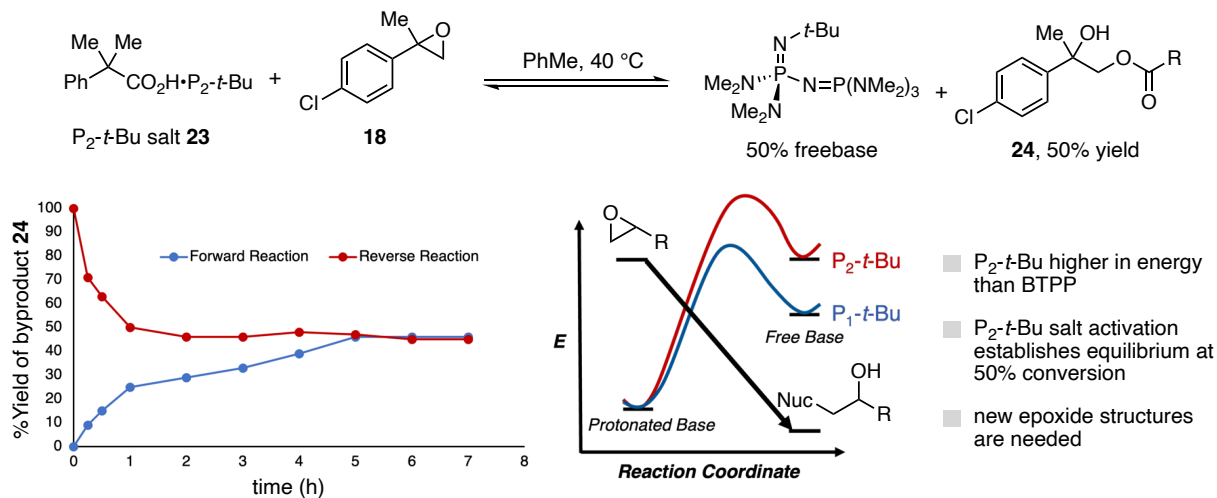 Me
Me
Ph
CO2H•P2-t-Bu
P2-t-Bu salt 23
+
Me
O
Cl
18
PhMe, 40 °C
t-Bu
N
Me2N
P
N=P(NMe2)3
Me2N
50% freebase
+
Me
OH
O
R
O
Cl
24, 50% yield
%Yield of byproduct 24
100
90
80
70
60
50
40
30
20
10
0
Forward Reaction
Reverse Reaction
0
1
2
3
4
5
6
7
8
time (h)
E
O
R
P2-t-Bu
P1-t-Bu
Free Base
OH
Nuc
R
Protonated Base
Reaction Coordinate
P2-t-Bu higher in energy
than BTPP
P2-t-Bu salt activation
establishes equilibrium at
50% conversion
new epoxide structures
are needed